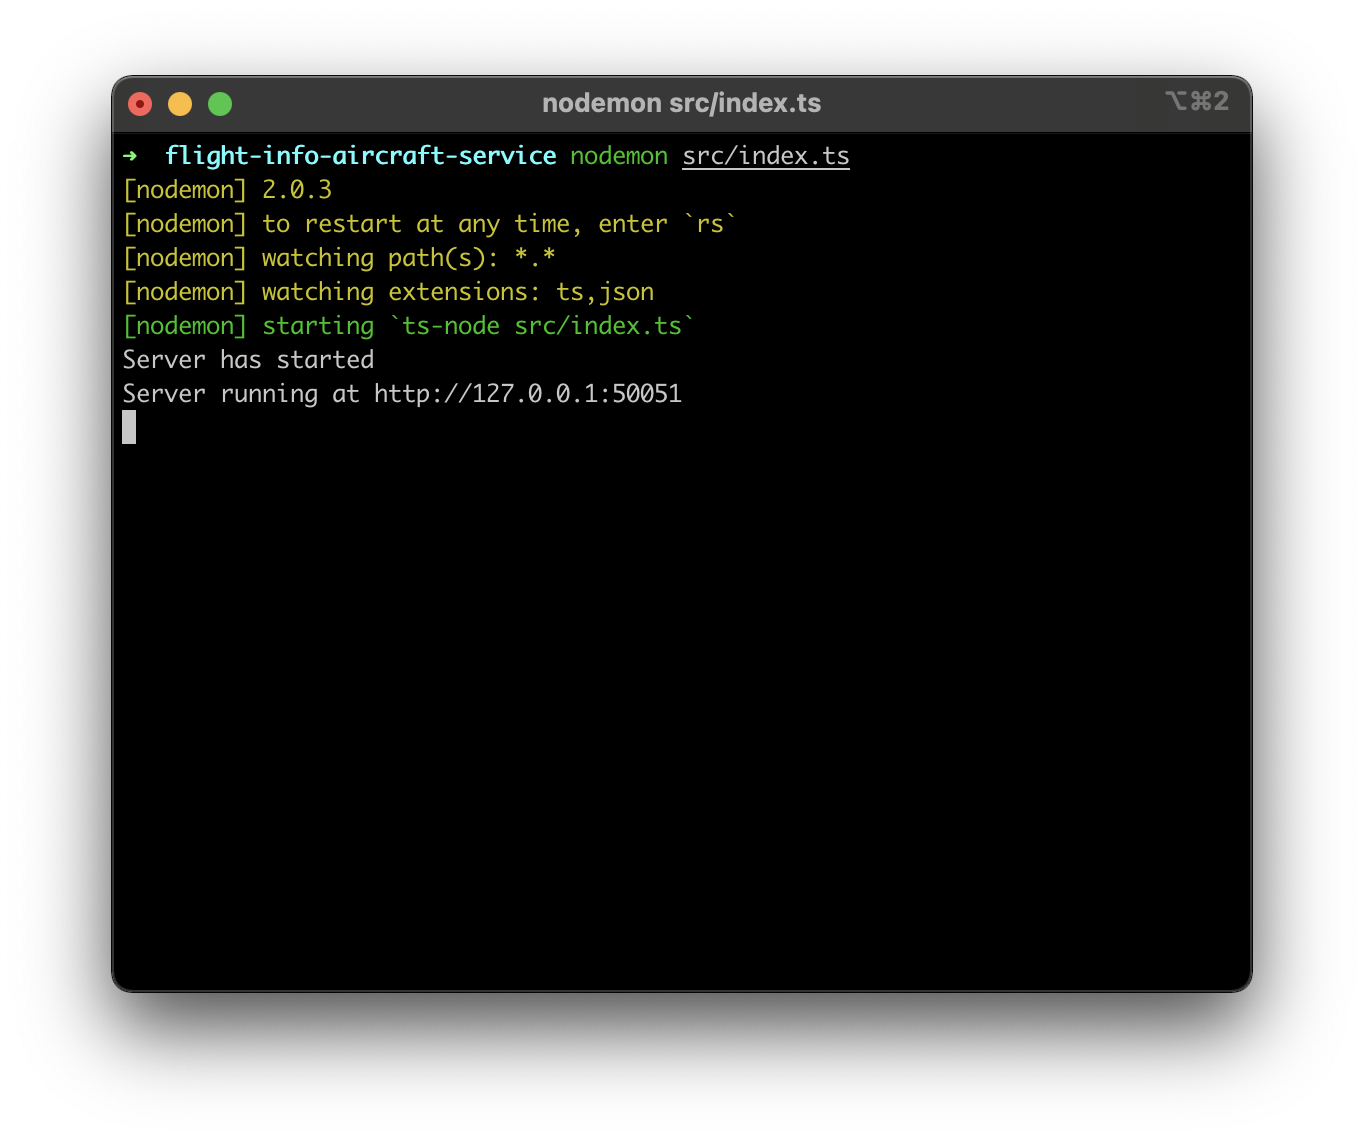 nodemon src/index.ts ⌥⌘2
➜ flight-info-aircraft-service nodemon src/index.ts
[nodemon] 2.0.3
[nodemon] to restart at any time, enter `rs`
[nodemon] watching path(s): *.*
[nodemon] watching extensions: ts,json
[nodemon] starting `ts-node src/index.ts`
Server has started
Server running at http://127.0.0.1:50051